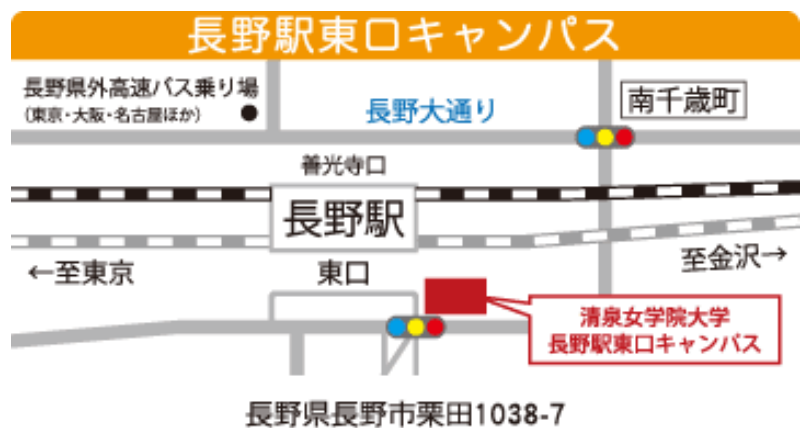 長野駅東口キャンパス
長野県外高速バス乗り場
（東京・大阪・名古屋ほか）
長野大通り
南千歳町
善光寺口
長野駅
←至東京
東口
至金沢→
清泉女学院大学
長野駅東口キャンパス
長野県長野市栗田1038-7